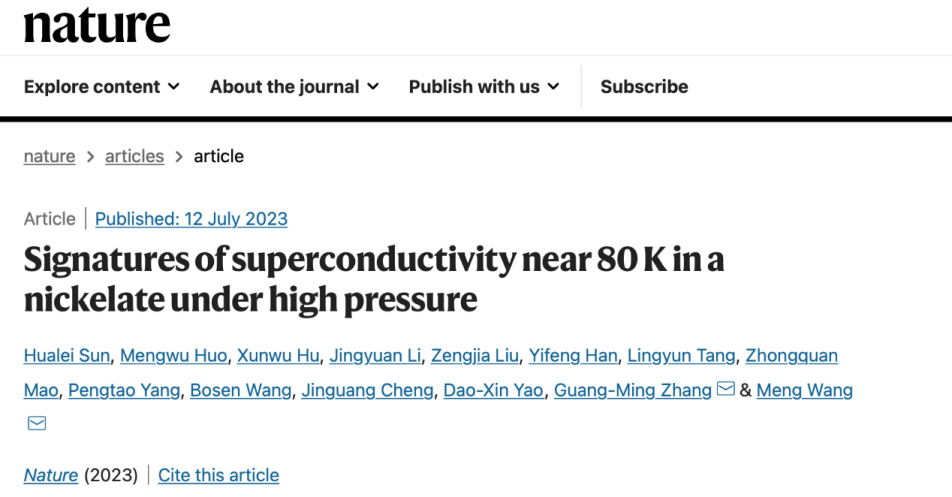 nature
Explore content About the journal Publish with us Subscribe
nature > articles > article
Article | Published: 12 July 2023
Signatures of superconductivity near 80 K in a
nickelate under high pressure
Hualei Sun, Mengwu Huo, Xunwu Hu, Jingyuan Li, Zengjia Liu, Yifeng Han, Lingyun Tang, Zhongquan
Mao, Pengtao Yang, Bosen Wang, Jinguang Cheng, Dao-Xin Yao, Guang-Ming Zhang & Meng Wang
Nature (2023) | Cite this article